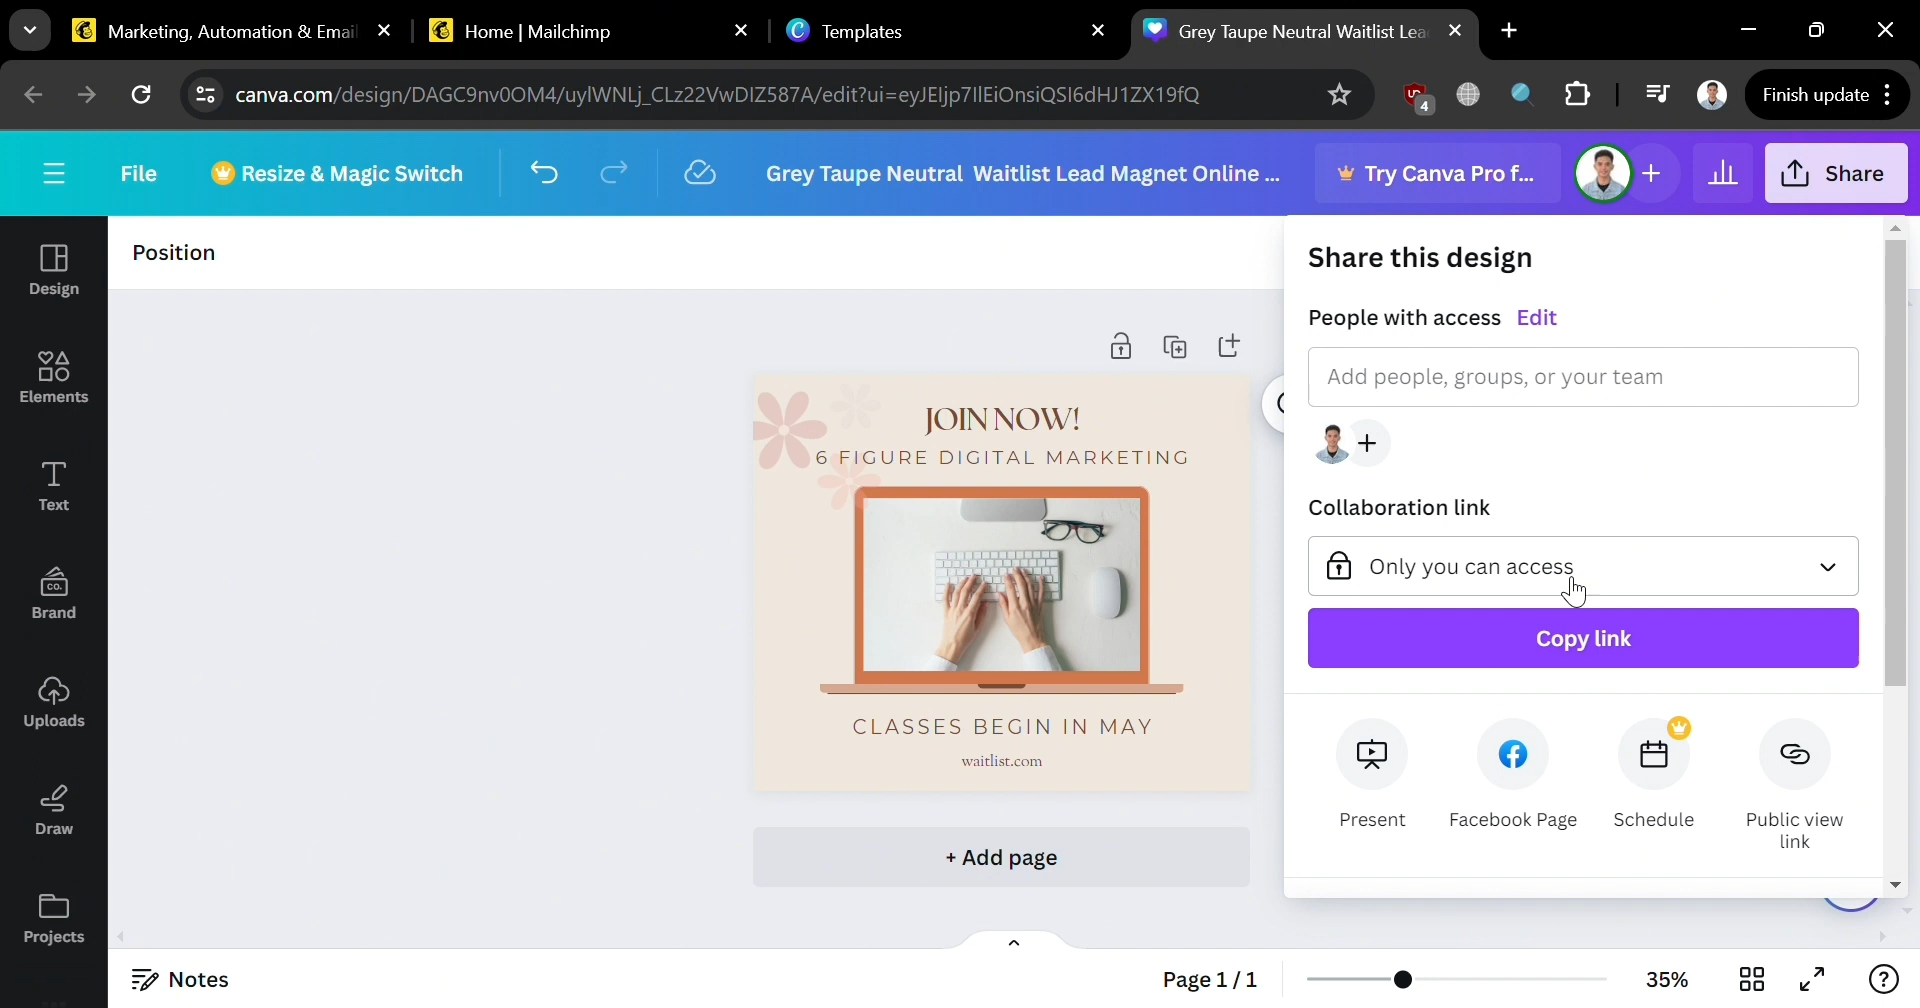 Marketing, Automation & Emai
Home | Mailchimp
Templates
Grey Taupe Neutral Waitlist Lea
canva.com/design/DAGC9nv0OM4/uylWNLj_CLz22VwDIZ587A/edit?ui=eyJEIjp7IlEiOnsiQSI6dHJ1ZX19fQ
4
Finish update
File
Resize & Magic Switch
Grey Taupe Neutral Waitlist Lead Magnet Online ...
Try Canva Pro f...
Share
Design
Elements
Text
CO.
Brand
Uploads
Draw
Projects
Position
JOIN NOW!
6 FIGURE DIGITAL MARKETING
CLASSES BEGIN IN MAY
waitlist.com
+ Add page
Share this design
People with access Edit
Add people, groups, or your team
Collaboration link
Only you can access
Copy link
Present
Facebook Page
Schedule
Public view
link
Notes
Page 1 / 1
35%